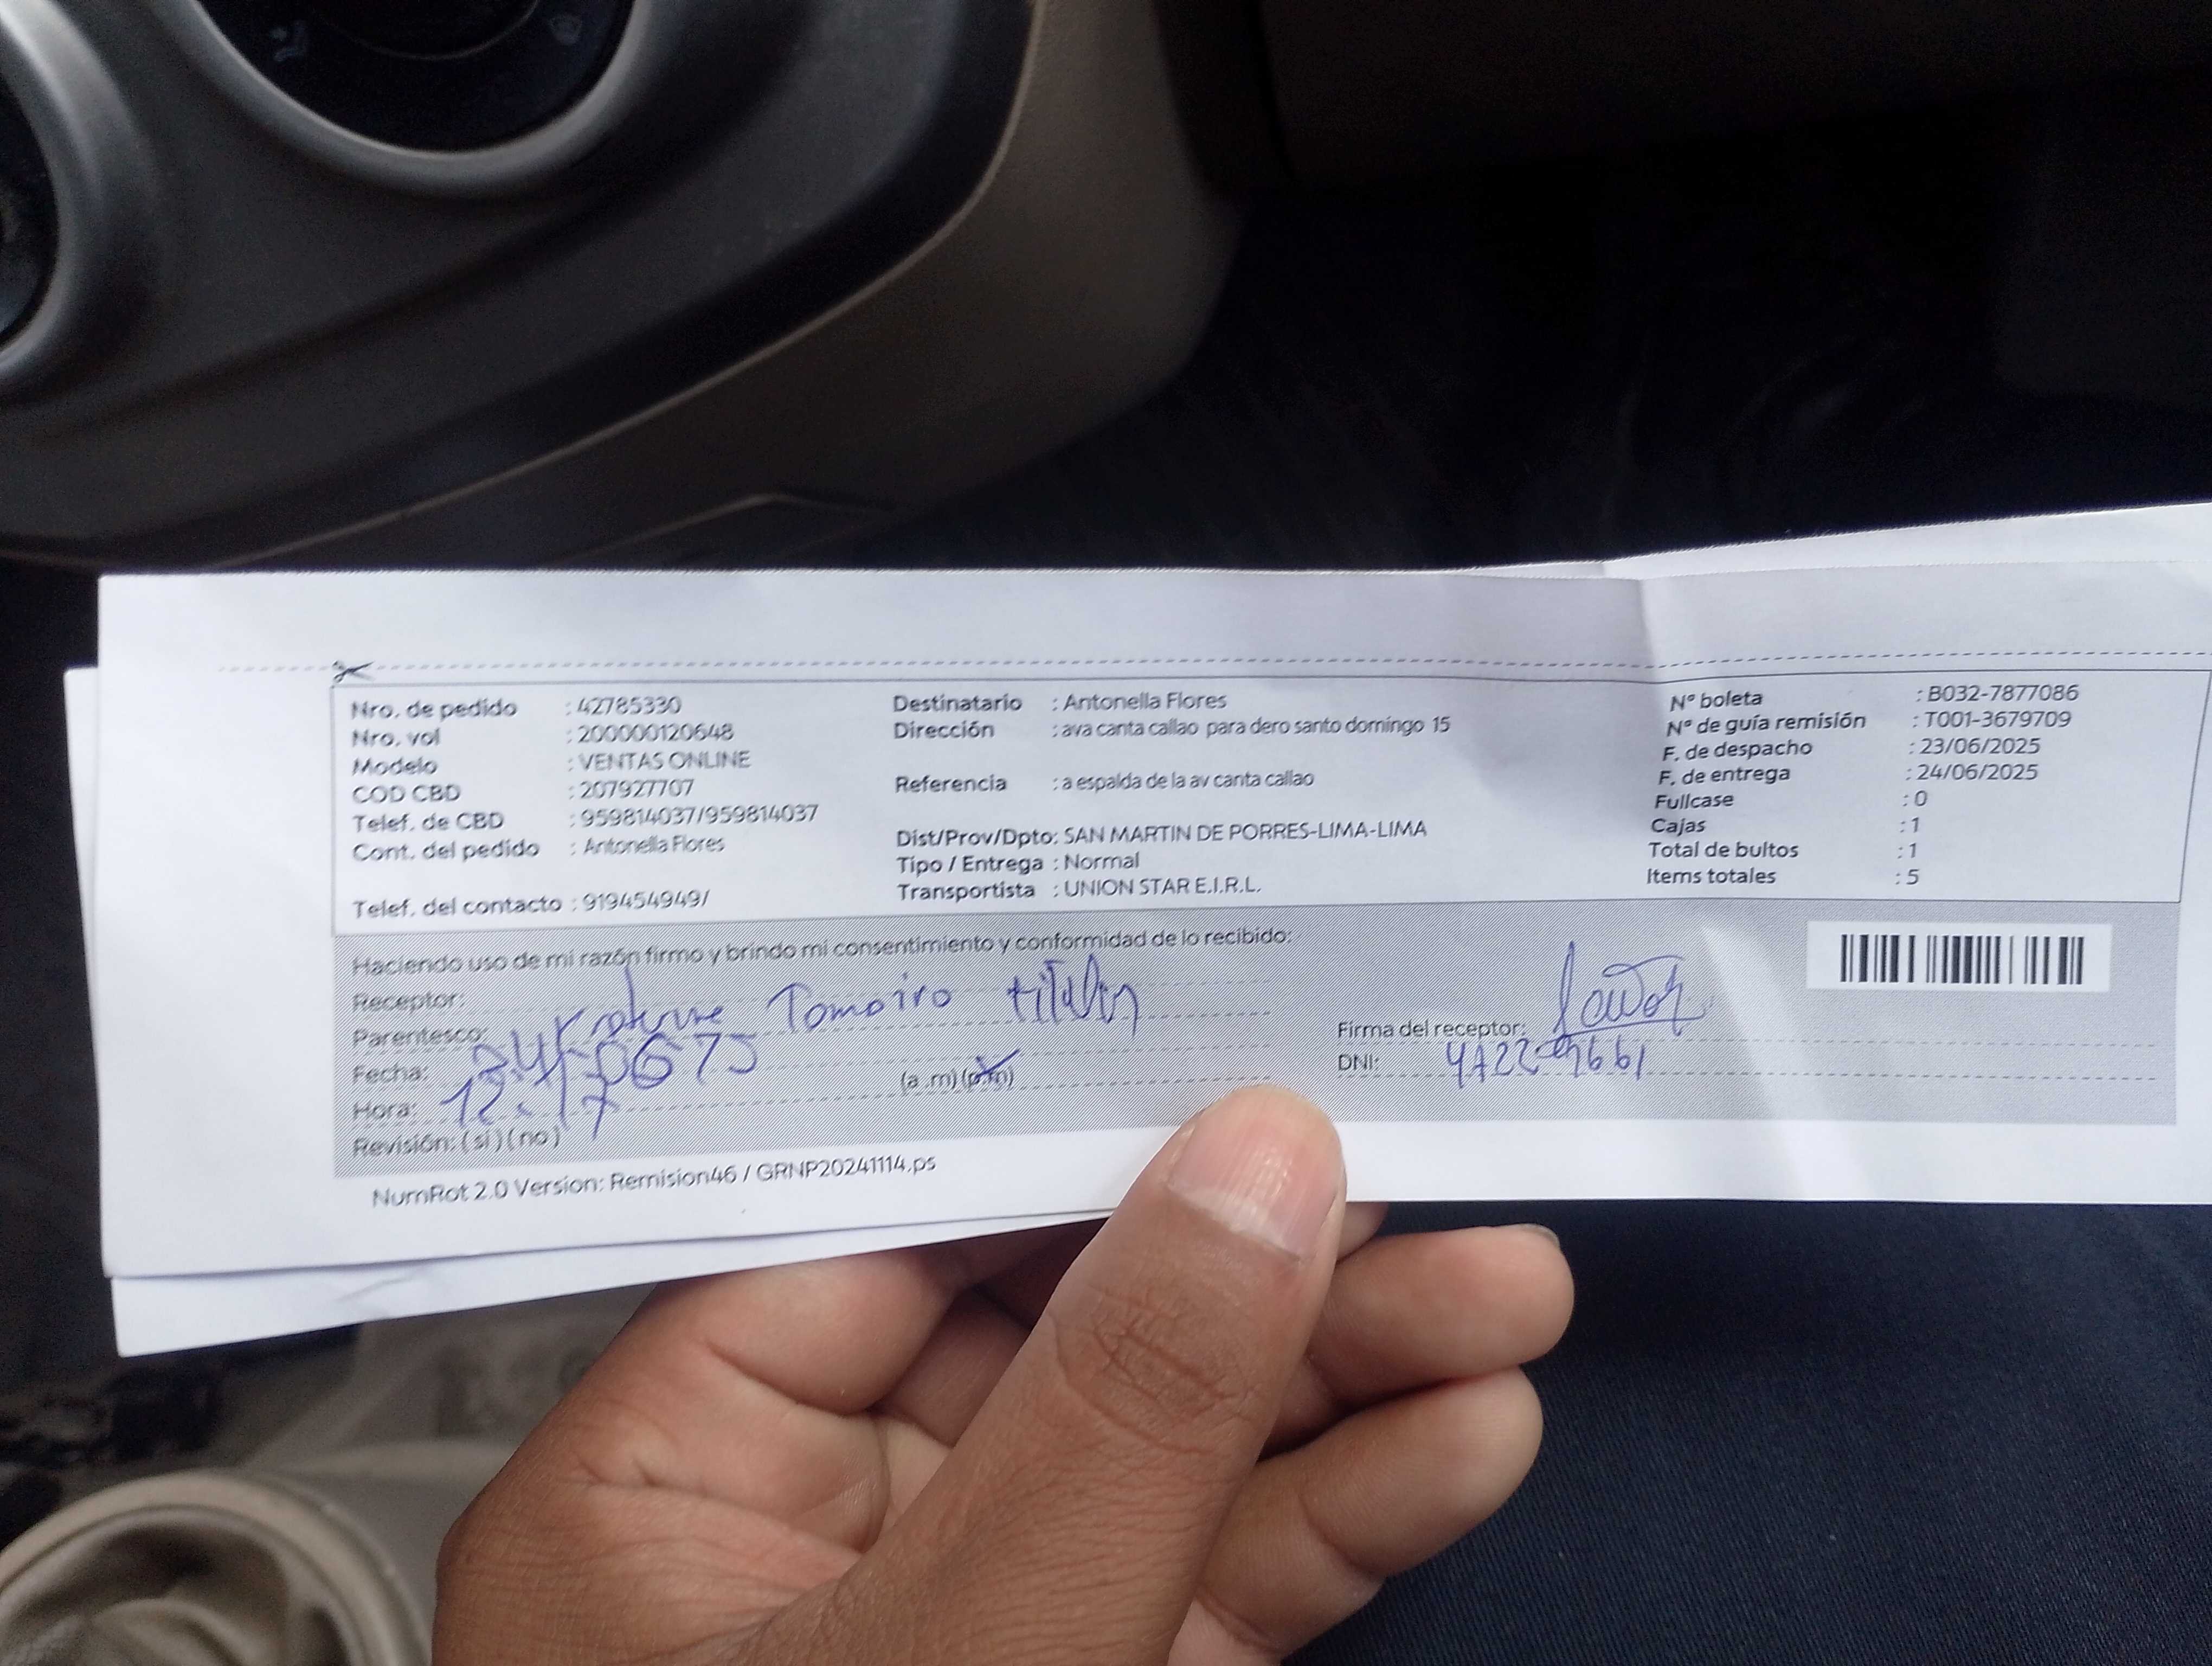 Nro. de pedido : 42785330
Nro. vol : 200000120648
Modelo : VENTAS ONLINE
COD CBD : 207927707
Telef. de CBD : 959814037/959814037
Cont. del pedido : Antonella Flores
Telef. del contacto : 919454949/
Destinatario : Antonella Flores
Dirección : ava canta callao para dero santo domingo 15
Referencia : a espalda de la av canta callao
Dist/Prov/Dpto: SAN MARTIN DE PORRES-LIMA-LIMA
Tipo / Entrega : Normal
Transportista : UNION STAR E.I.R.L.
N° boleta : B032-7877086
N° de guía remisión : T001-3679709
F. de despacho : 23/06/2025
F. de entrega : 24/06/2025
Fullcase : 0
Cajas : 1
Total de bultos : 1
Items totales : 5
Haciendo uso de mi razón firmo y brindo mi consentimiento y conformidad de lo recibido:
Receptor:
Parentesco:
Fecha:
Hora: 12:17 (a.m) (p.m)
Revisión: (si) (no)
Firma del receptor:
DNI:
NumRot 2.0 Version: Remision46 / GRNP20241114.ps